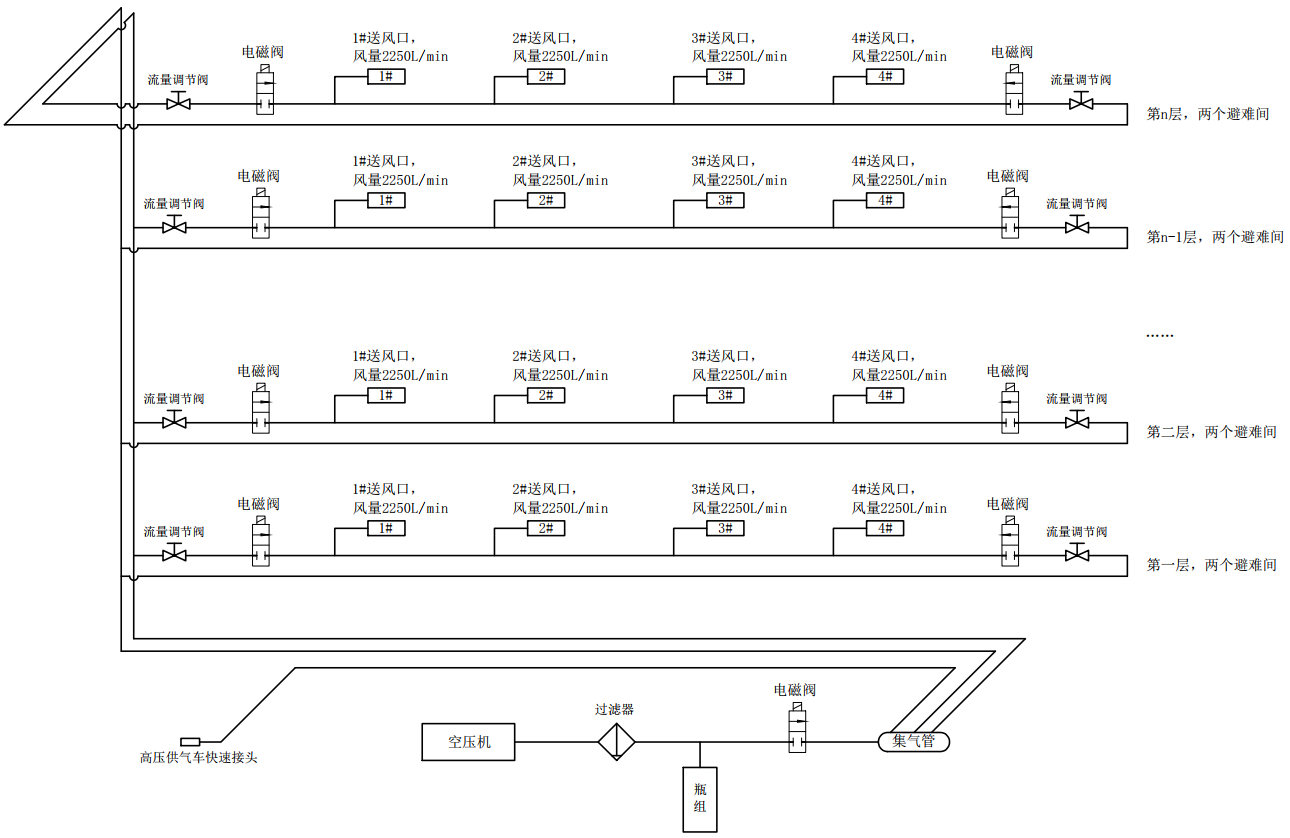 1#送风口，
风量2250L/min
2#送风口，
风量2250L/min
3#送风口，
风量2250L/min
4#送风口，
风量2250L/min
电磁阀
电磁阀
流量调节阀
1#
2#
3#
4#
流量调节阀
第n层，两个避难间
1#送风口，
风量2250L/min
2#送风口，
风量2250L/min
3#送风口，
风量2250L/min
4#送风口，
风量2250L/min
电磁阀
电磁阀
流量调节阀
1#
2#
3#
4#
流量调节阀
第n-1层，两个避难间
……
1#送风口，
风量2250L/min
2#送风口，
风量2250L/min
3#送风口，
风量2250L/min
4#送风口，
风量2250L/min
电磁阀
电磁阀
流量调节阀
1#
2#
3#
4#
流量调节阀
第二层，两个避难间
1#送风口，
风量2250L/min
2#送风口，
风量2250L/min
3#送风口，
风量2250L/min
4#送风口，
风量2250L/min
电磁阀
电磁阀
流量调节阀
1#
2#
3#
4#
流量调节阀
第一层，两个避难间
电磁阀
过滤器
空压机
集气管
高压供气车快速接头
瓶
组